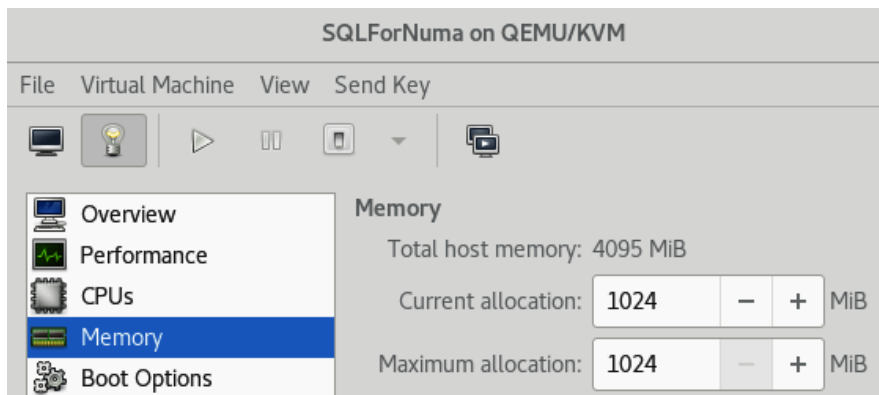 SQLForNuma on QEMU/KVM
File Virtual Machine View Send Key
Overview
Performance
CPUs
Memory
Boot Options
Memory
Total host memory: 4095 MiB
Current allocation: 1024 − + MiB
Maximum allocation: 1024 − + MiB